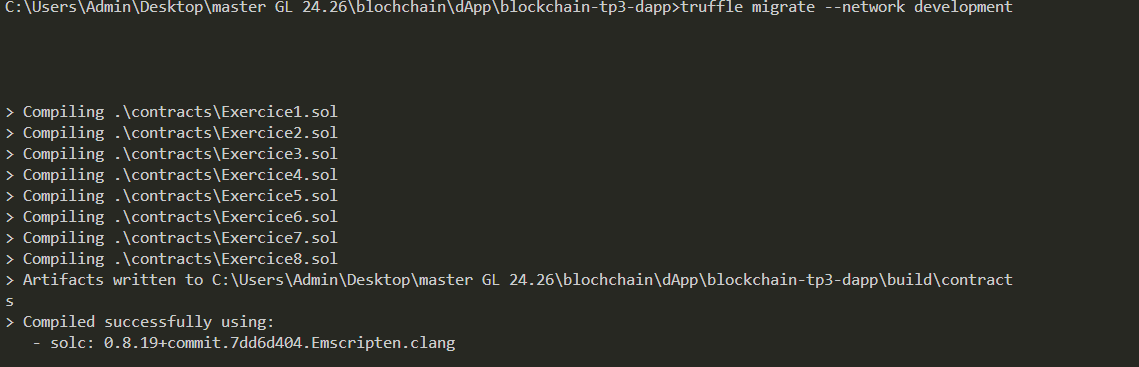 C:\Users\Admin\Desktop\master GL 24.26\blochchain\dApp\blockchain-tp3-dapp>truffle migrate --network development
> Compiling .\contracts\Exercice1.sol
> Compiling .\contracts\Exercice2.sol
> Compiling .\contracts\Exercice3.sol
> Compiling .\contracts\Exercice4.sol
> Compiling .\contracts\Exercice5.sol
> Compiling .\contracts\Exercice6.sol
> Compiling .\contracts\Exercice7.sol
> Compiling .\contracts\Exercice8.sol
> Artifacts written to C:\Users\Admin\Desktop\master GL 24.26\blochchain\dApp\blockchain-tp3-dapp\build\contract
s
> Compiled successfully using:
   - solc: 0.8.19+commit.7dd6d404.Emscripten.clang